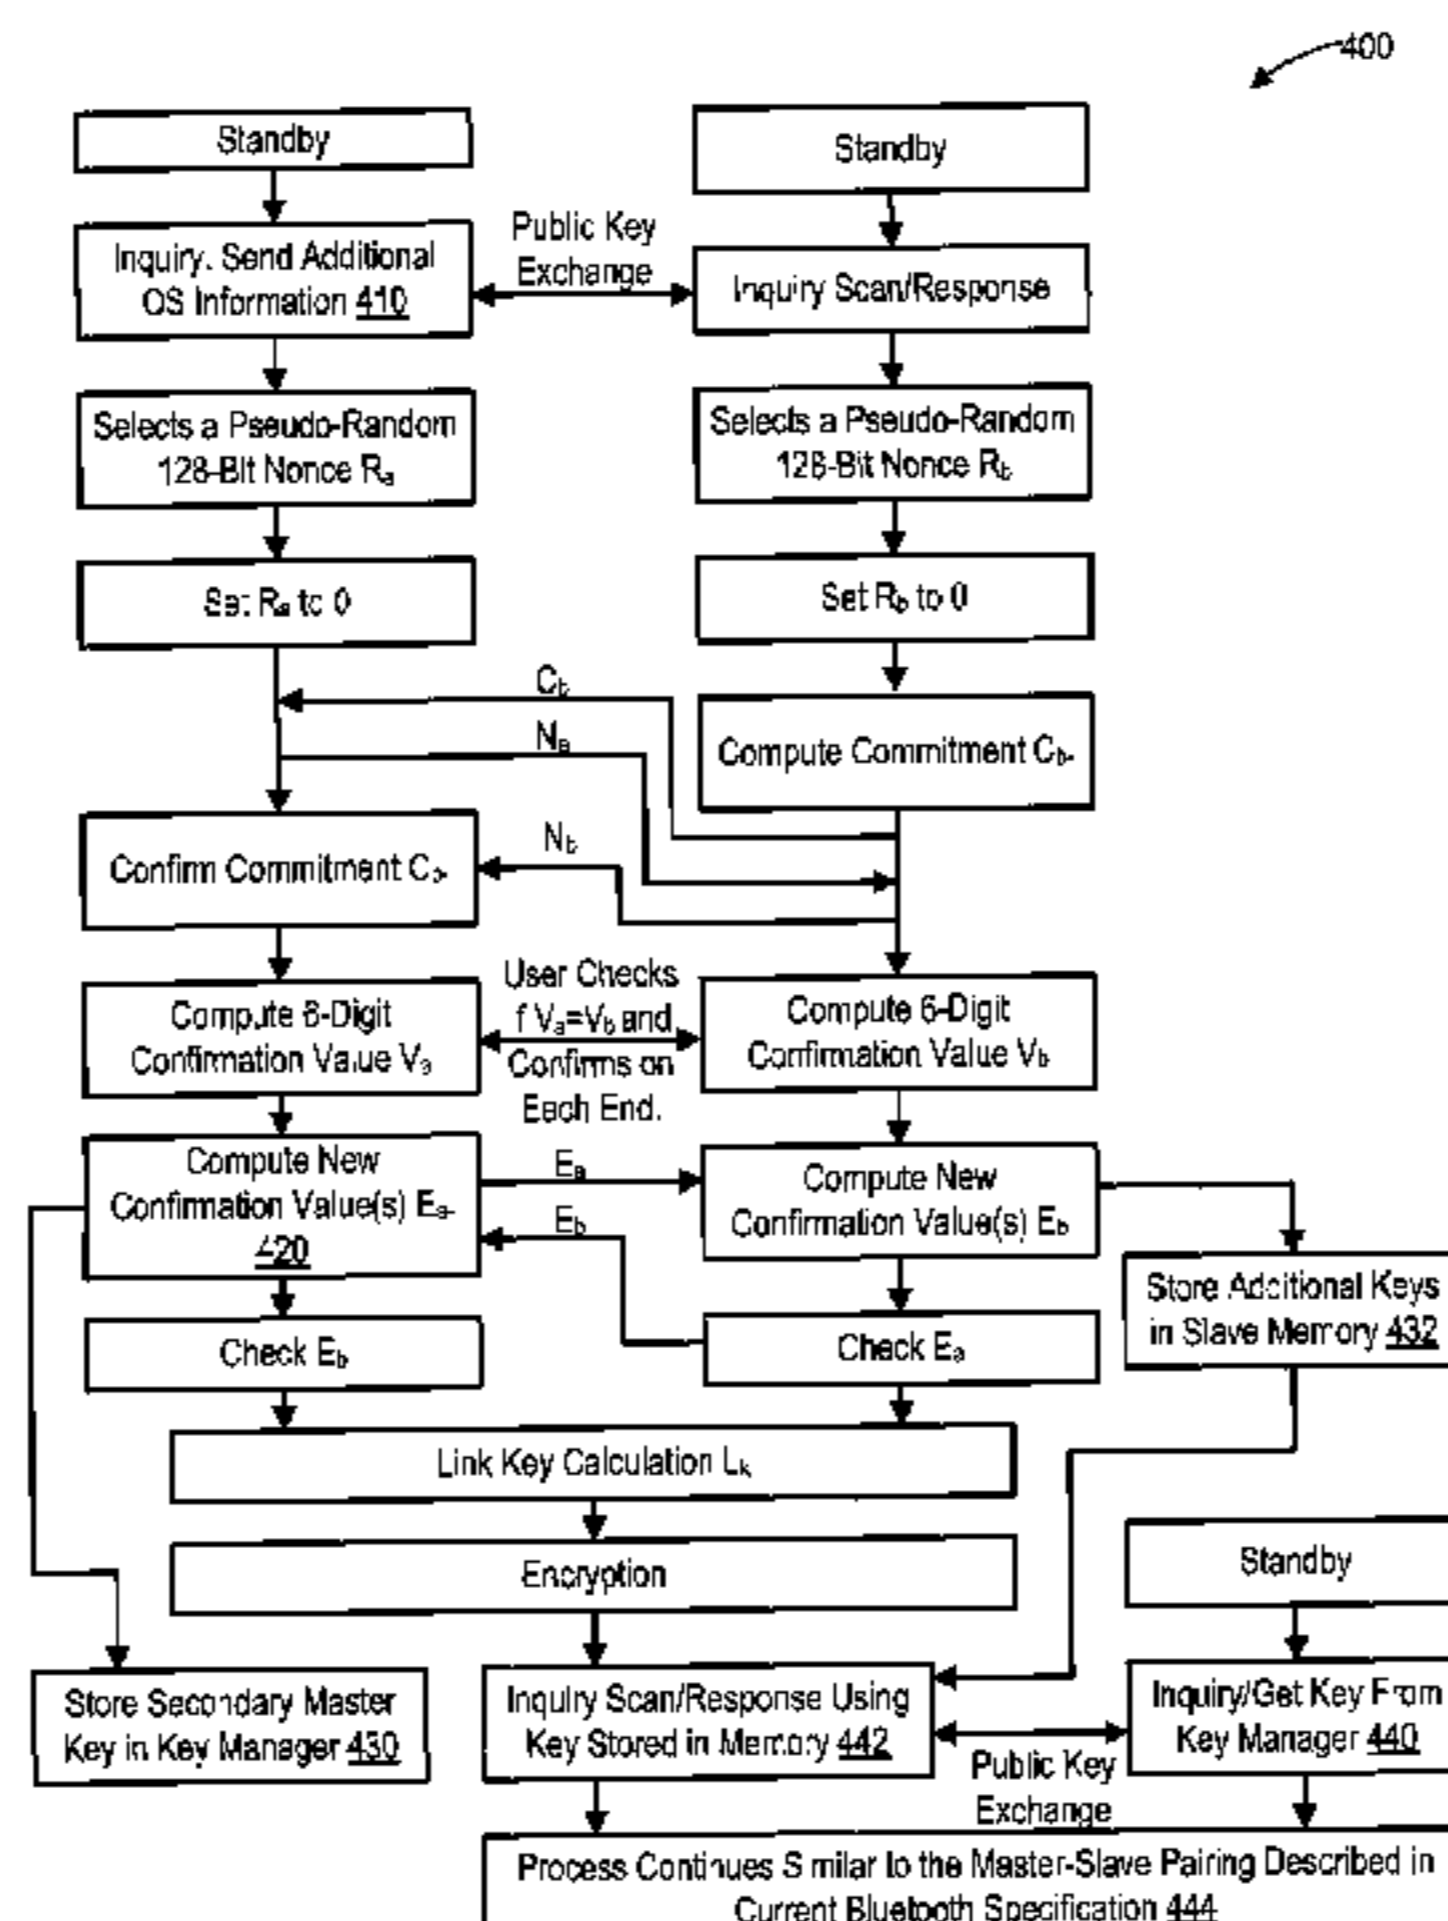 400
Standby
Standby
Inquiry. Send Additional
OS Information 410
Public Key
Exchange
Inquiry Scan/Response
Selects a Pseudo-Random
128-Bit Nonce Ra
Selects a Pseudo-Random
128-Bit Nonce Rb
Set Ra to 0
Set Rb to 0
Cb
Na
Compute Commitment Cb.
Nb
Confirm Commitment Cb.
User Checks
f Va=Vb and
Confirms on
Each End.
Compute 6-Digit
Confirmation Value Va
Compute 6-Digit
Confirmation Value Vb
Compute New
Confirmation Value(s) Ea.
420
Ea
Eb
Compute New
Confirmation Value(s) Eb
Store Additional Keys
in Slave Memory 432
Check Eb
Check Ea
Link Key Calculation Lk
Encryption
Standby
Store Secondary Master
Key in Key Manager 430
Inquiry Scan/Response Using
Key Stored in Memory 442
Public Key
Exchange
Inquiry/Get Key From
Key Manager 440
Process Continues Similar to the Master-Slave Pairing Described in
Current Bluetooth Specification 444